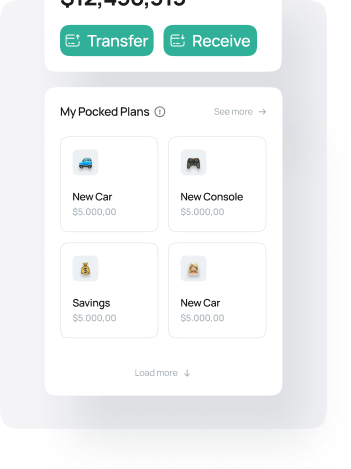 Transfer
Receive
My Pocked Plans
See more →
New Car
$5.000,00
New Console
$5.000,00
Savings
$5.000,00
New Car
$5.000,00
Load more ↓